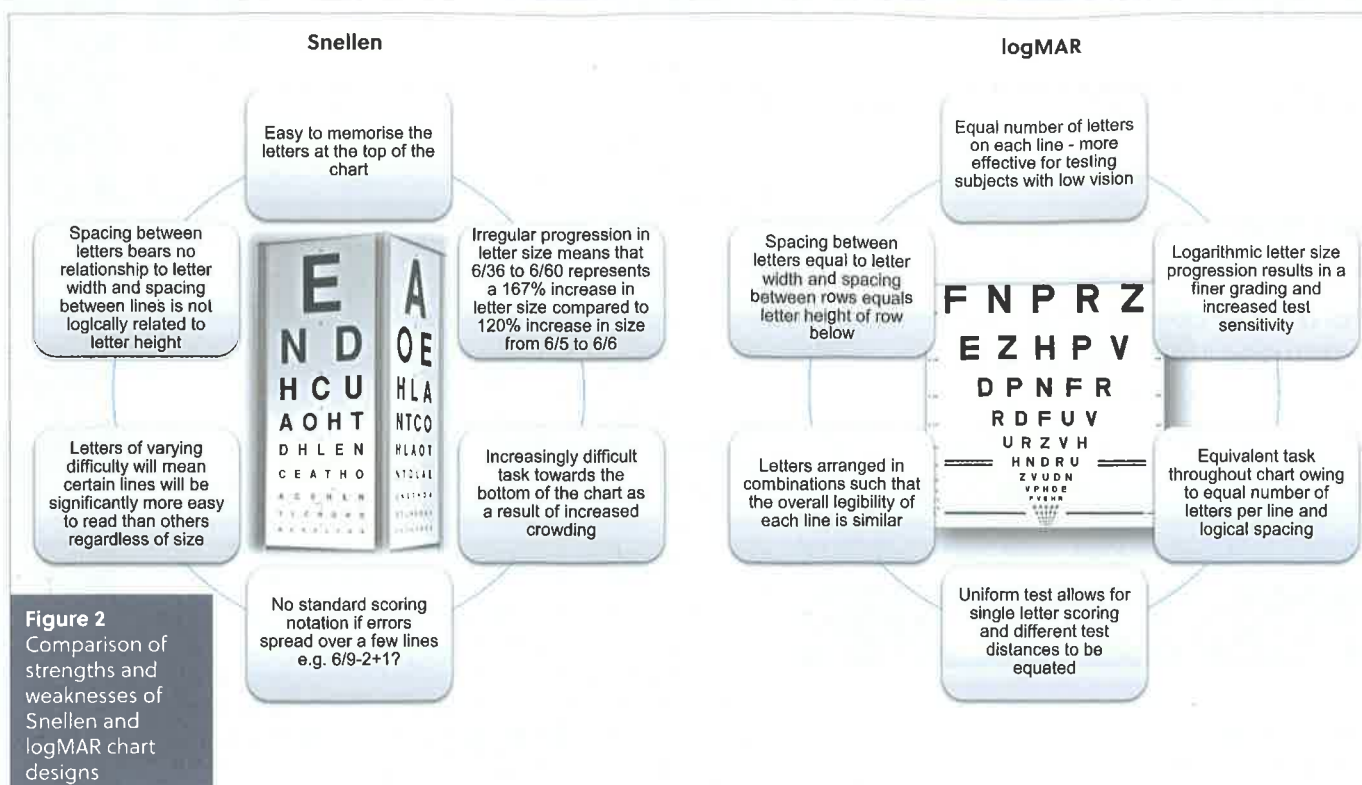 Snellen
Easy to memorise the
letters at the top of the
chart
Irregular progression in
letter size means that
6/36 to 6/60 represents
a 167% increase in
letter size compared to
120% increase in size
from 6/5 to 6/6
Increasingly difficult
task towards the
bottom of the chart as
a result of increased
crowding
No standard scoring
notation if errors
spread over a few lines
e.g. 6/9-2+1?
Letters of varying
difficulty will mean
certain lines will be
significantly more easy
to read than others
regardless of size
Spacing between
letters bears no
relationship to letter
width and spacing
between lines is not
logically related to
letter height
E
N D
H C U
A O H T
D H L E N
C E A T H O
A
O E
H L A
N T C O
H L A O T
logMAR
Equal number of letters
on each line - more
effective for testing
subjects with low vision
Logarithmic letter size
progression results in a
finer grading and
increased test
sensitivity
Equivalent task
throughout chart owing
to equal number of
letters per line and
logical spacing
Uniform test allows for
single letter scoring
and different test
distances to be
equated
Letters arranged in
combinations such that
the overall legibility of
each line is similar
Spacing between
letters equal to letter
width and spacing
between rows equals
letter height of row
below
F N P R Z
E Z H P V
D P N F R
R D F U V
U R Z V H
H N D R U
Z V U D N
V P H D E
P V E H R
Figure 2
Comparison of
strengths and
weaknesses of
Snellen and
logMAR chart
designs